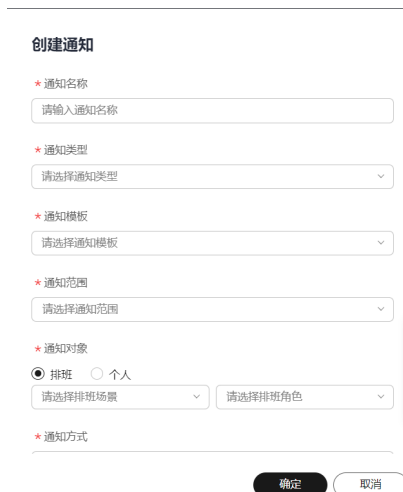 创建通知
* 通知名称
请输入通知名称
* 通知类型
请选择通知类型
* 通知模板
请选择通知模板
* 通知范围
请选择通知范围
* 通知对象
排班 个人
请选择排班场景 请选择排班角色
* 通知方式
确定 取消